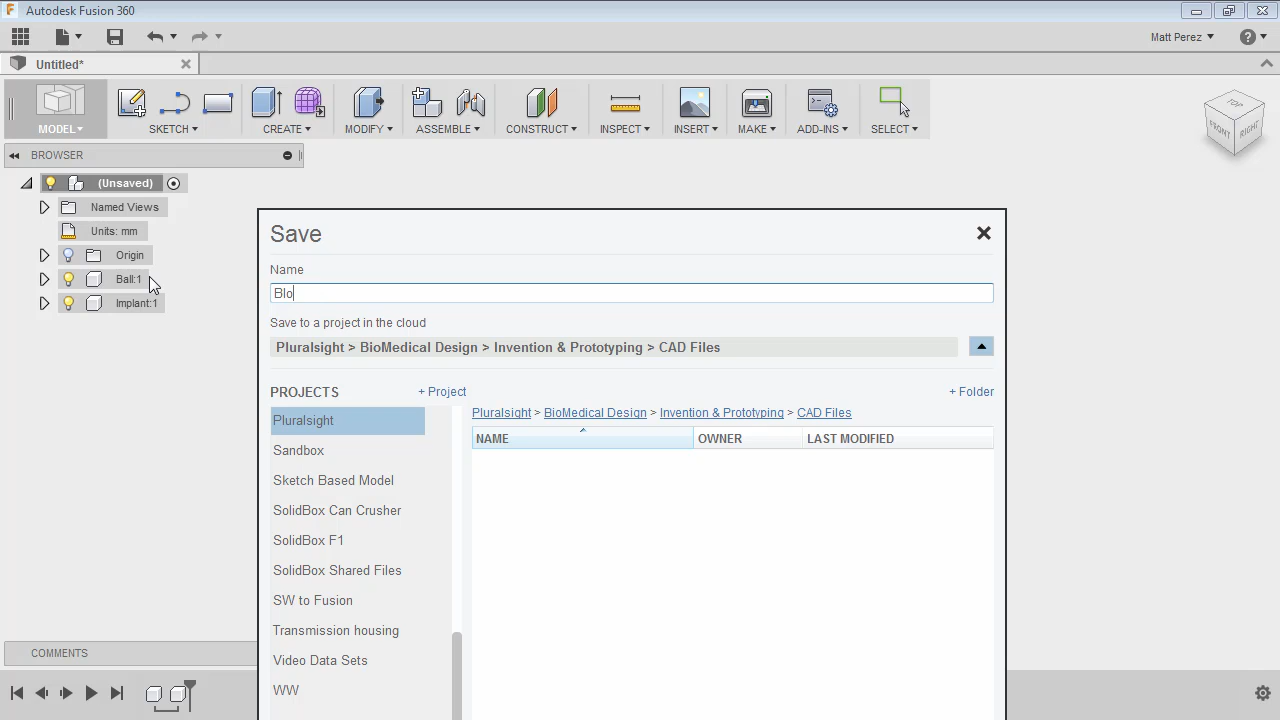 Autodesk Fusion 360
Matt Perez
Untitled*
MODEL
SKETCH
CREATE
MODIFY
ASSEMBLE
CONSTRUCT
INSPECT
INSERT
MAKE
ADD-INS
SELECT
TOP
FRONT
RIGHT
BROWSER
(Unsaved)
Named Views
Units: mm
Origin
Ball:1
Implant:1
Save
Name
BIo
Save to a project in the cloud
Pluralsight > BioMedical Design > Invention & Prototyping > CAD Files
PROJECTS
+ Project
+ Folder
Pluralsight
Sandbox
Sketch Based Model
SolidBox Can Crusher
SolidBox F1
SolidBox Shared Files
SW to Fusion
Transmission housing
Video Data Sets
WW
Pluralsight > BioMedical Design > Invention & Prototyping > CAD Files
NAME
OWNER
LAST MODIFIED
COMMENTS